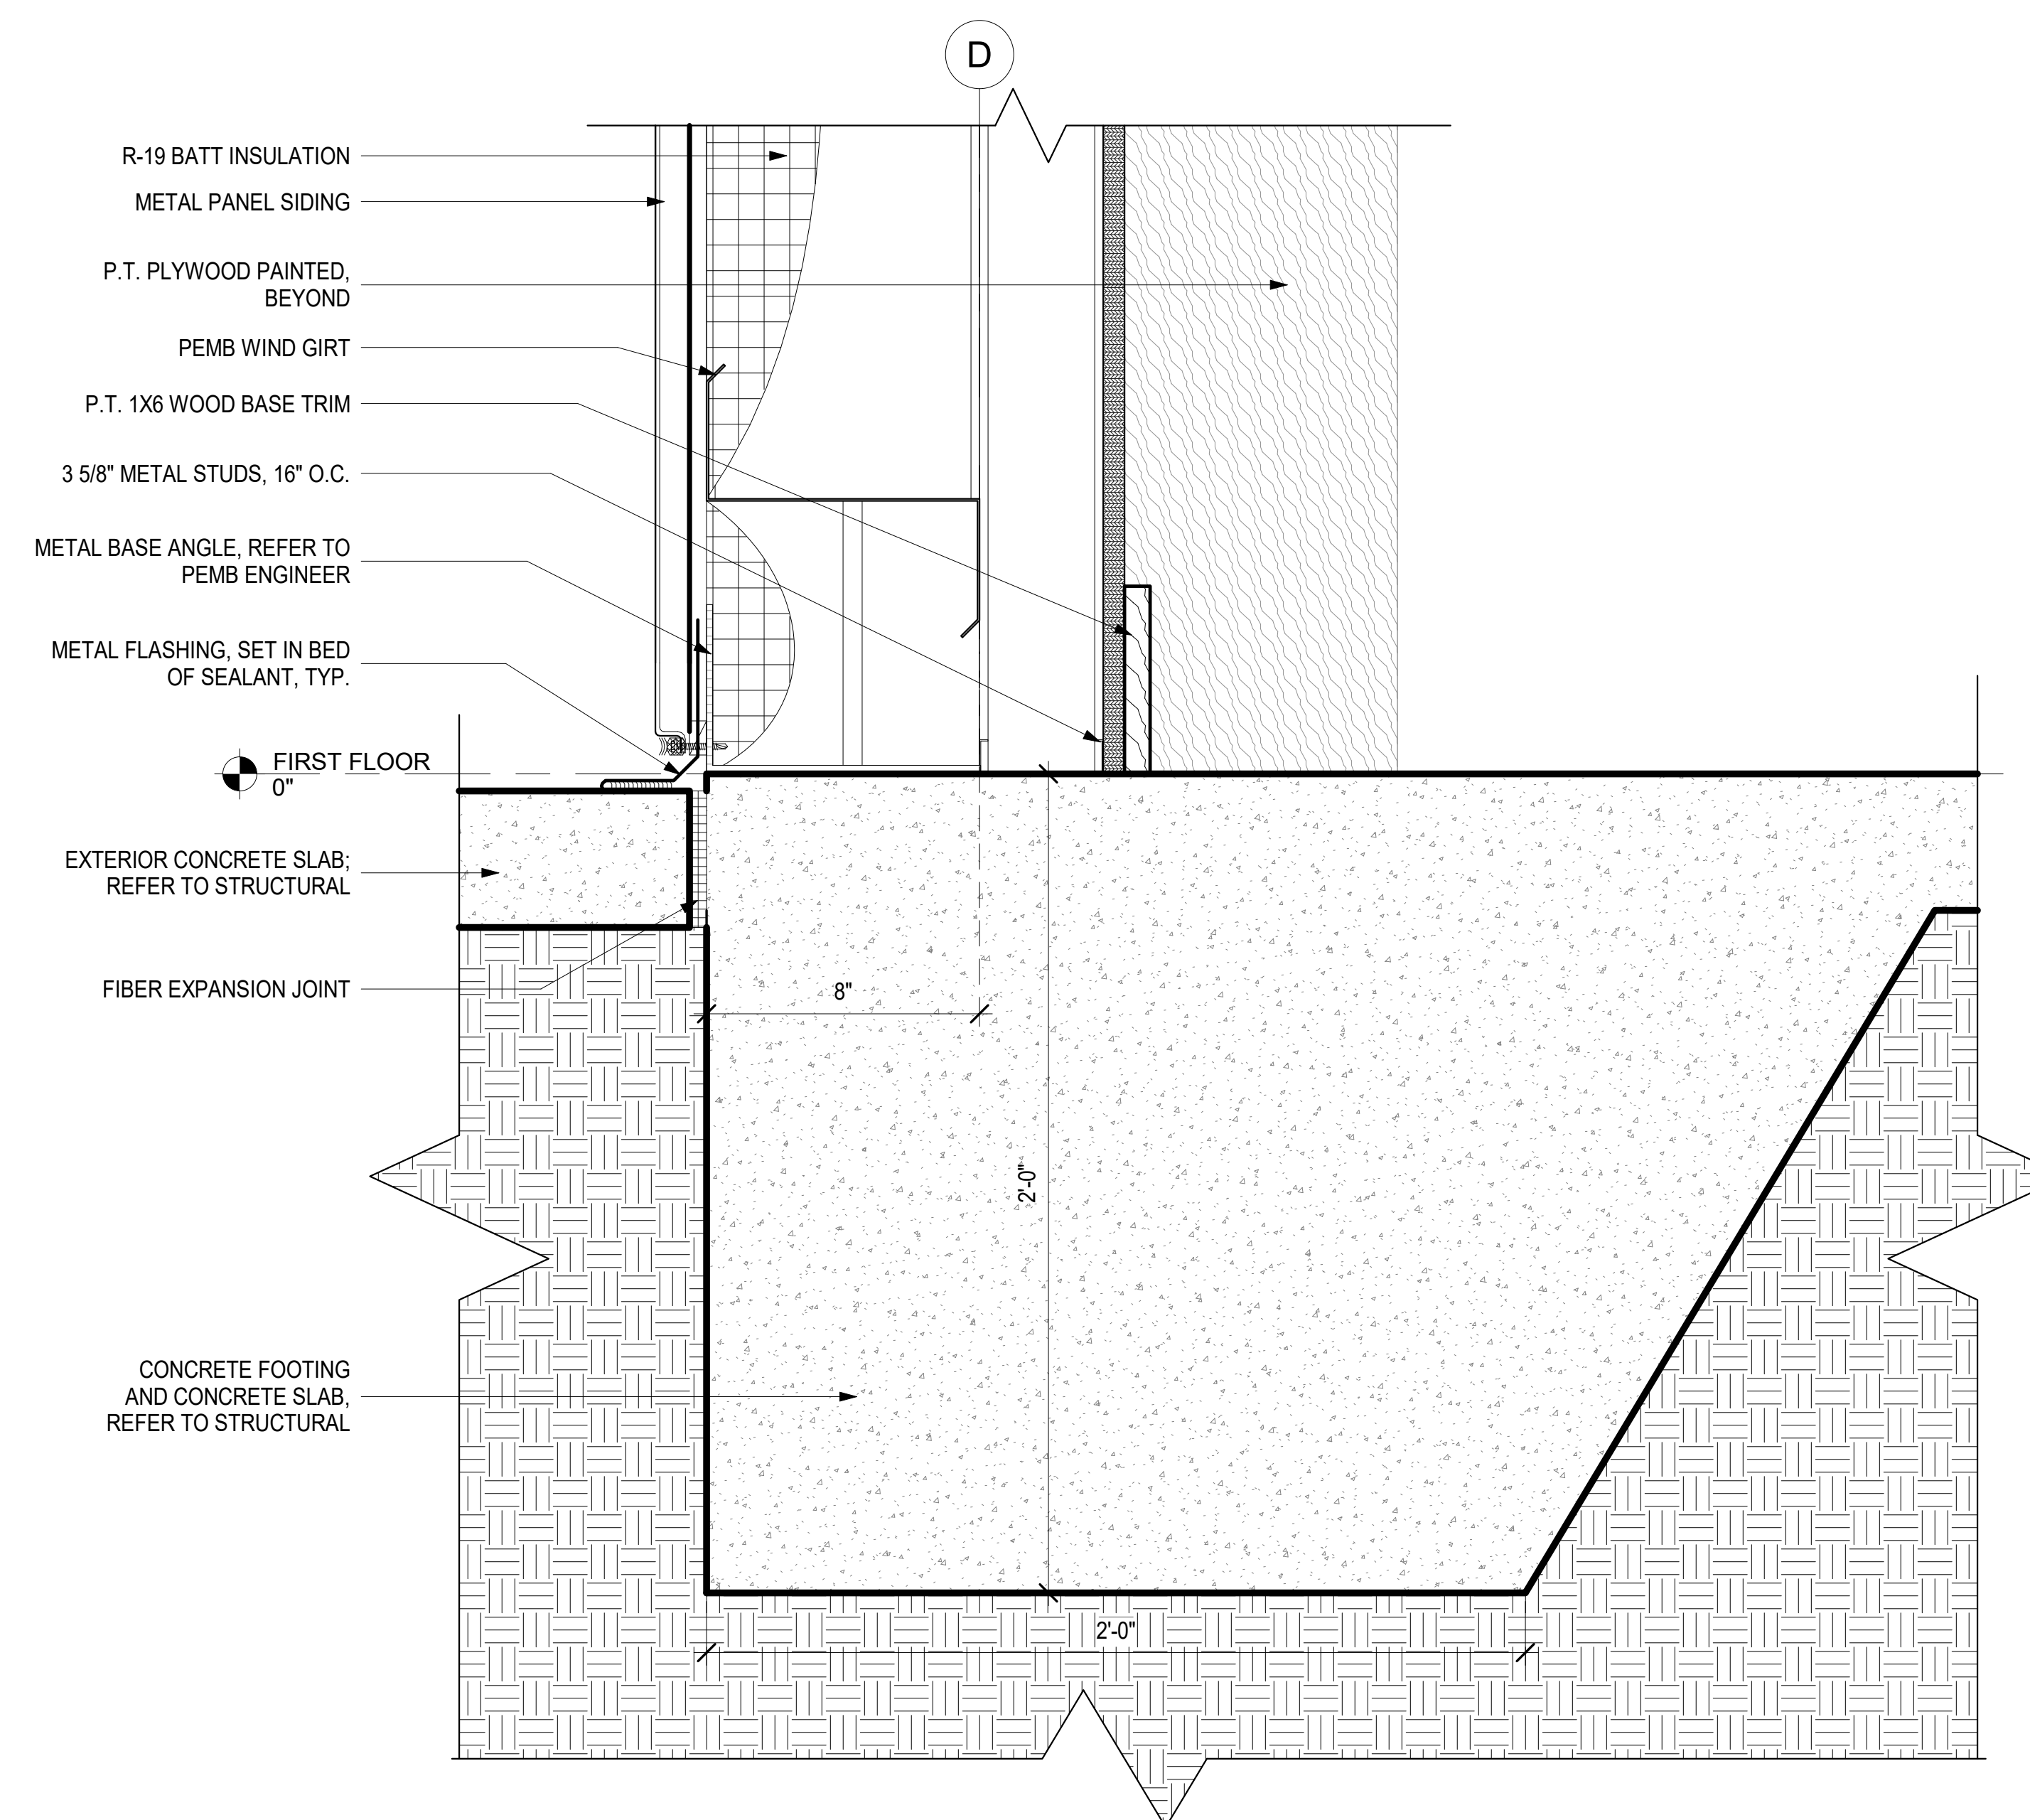 D
R-19 BATT INSULATION
METAL PANEL SIDING
P.T. PLYWOOD PAINTED,
BEYOND
PEMB WIND GIRT
P.T. 1X6 WOOD BASE TRIM
3 5/8" METAL STUDS, 16" O.C.
METAL BASE ANGLE, REFER TO
PEMB ENGINEER
METAL FLASHING, SET IN BED
OF SEALANT, TYP.
FIRST FLOOR
0"
EXTERIOR CONCRETE SLAB;
REFER TO STRUCTURAL
FIBER EXPANSION JOINT
8"
2'-0"
CONCRETE FOOTING
AND CONCRETE SLAB,
REFER TO STRUCTURAL
2'-0"